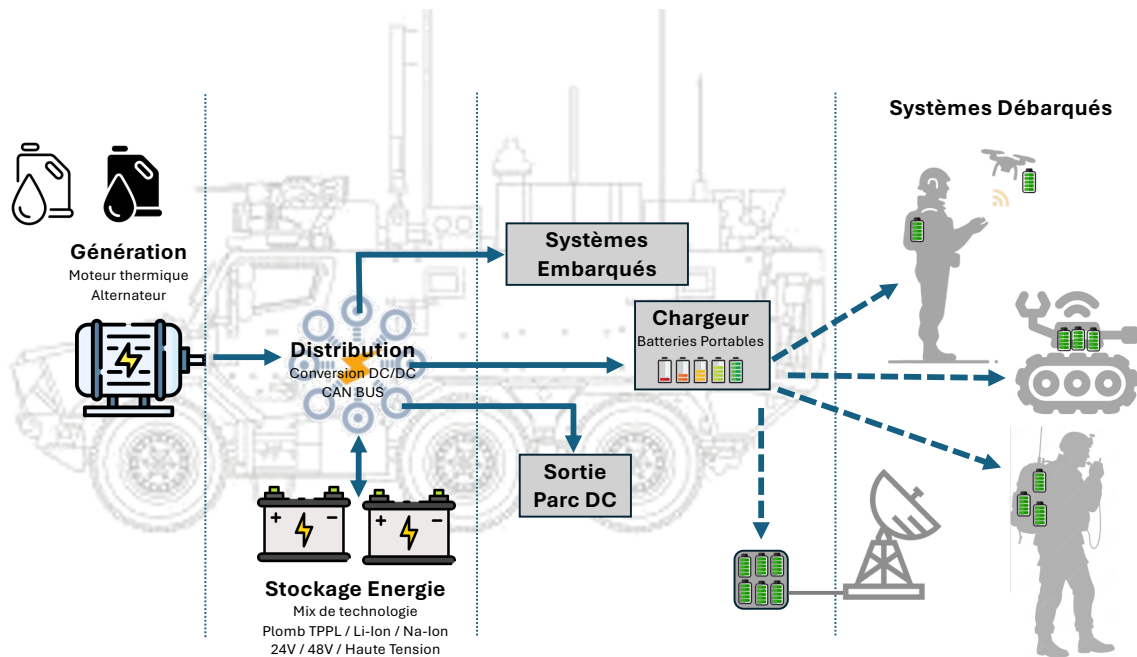 Systèmes Débarqués
Génération
Moteur thermique
Alternateur
Systèmes
Embarqués
Distribution
Conversion DC/DC
CAN BUS
Chargeur
Batteries Portables
Sortie
Parc DC
+ - + -
Stockage Energie
Mix de technologie
Plomb TPPL / Li-Ion / Na-Ion
24V / 48V / Haute Tension